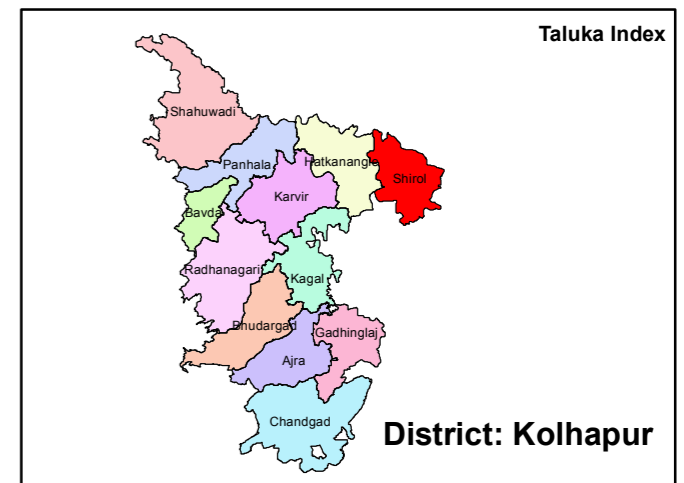 Taluka Index
Shahuwadi
Panhala
Hatkanangle
Shirol
Karvir
Bavda
Radhanagari
Kagal
Bhudargad
Gadhinglaj
Ajra
Chandgad
District: Kolhapur